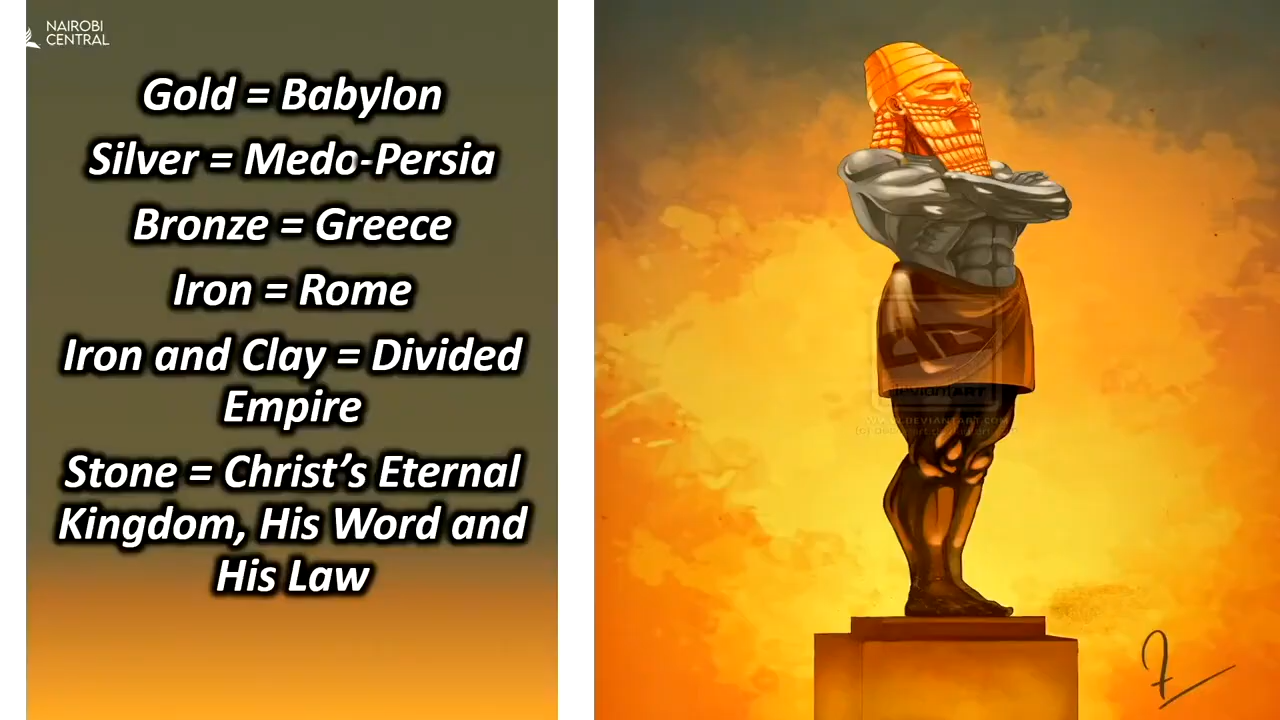 NAIROBI
CENTRAL
Gold = Babylon
Silver = Medo-Persia
Bronze = Greece
Iron = Rome
Iron and Clay = Divided
Empire
Stone = Christ’s Eternal
Kingdom, His Word and
His Law
deviantART